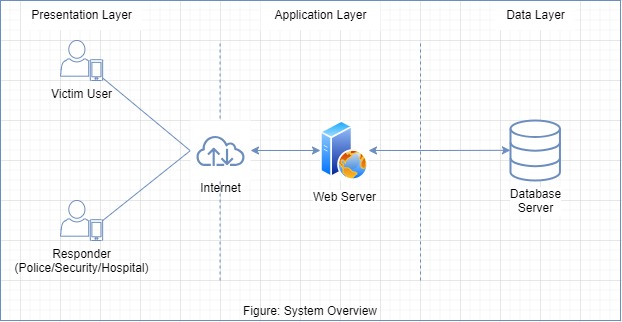 Presentation Layer
Application Layer
Data Layer
Victim User
Internet
Web Server
Database
Server
Responder
(Police/Security/Hospital)
Figure: System Overview